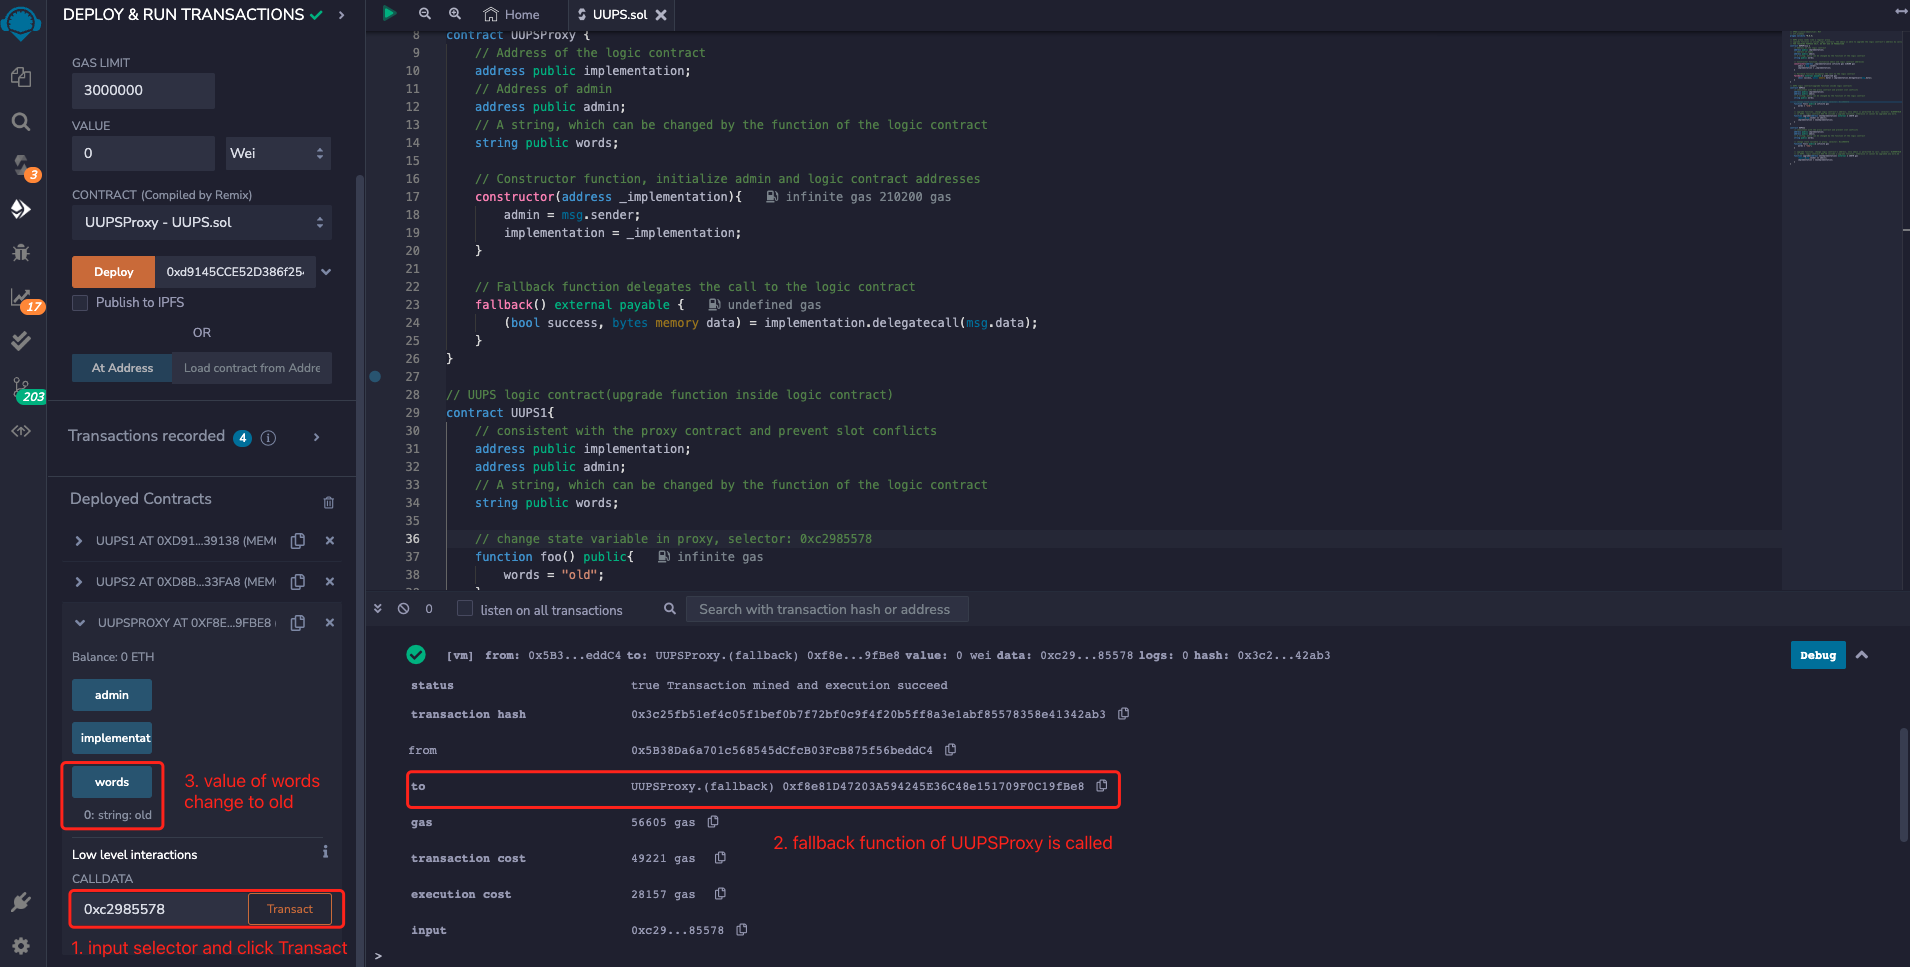 DEPLOY & RUN TRANSACTIONS
GAS LIMIT
3000000
VALUE
0
Wei
CONTRACT (Compiled by Remix)
UUPSProxy - UUPS.sol
Deploy
0xd9145CCE52D386f254
Publish to IPFS
OR
At Address
Load contract from Addre
Transactions recorded 4 i
Deployed Contracts
UUPS1 AT 0XD91...39138 (MEM
UUPS2 AT 0XD8B...33FA8 (MEM
UUPSPROXY AT 0XF8E...9FBE8 (
Balance: 0 ETH
admin
implementat
words
0: string: old
3. value of words
change to old
Low level interactions
i
CALLDATA
0xc2985578
Transact
1. input selector and click Transact
3
17
203
Home
UUPS.sol
8 contract UUPSProxy {
9 // Address of the logic contract
10 address public implementation;
11 // Address of admin
12 address public admin;
13 // A string, which can be changed by the function of the logic contract
14 string public words;
15
16 // Constructor function, initialize admin and logic contract addresses
17 constructor(address _implementation){ infinite gas 210200 gas
18 admin = msg.sender;
19 implementation = _implementation;
20 }
21
22 // Fallback function delegates the call to the logic contract
23 fallback() external payable { undefined gas
24 (bool success, bytes memory data) = implementation.delegatecall(msg.data);
25 }
26 }
27
28 // UUPS logic contract(upgrade function inside logic contract)
29 contract UUPS1{
30 // consistent with the proxy contract and prevent slot conflicts
31 address public implementation;
32 address public admin;
33 // A string, which can be changed by the function of the logic contract
34 string public words;
35
36 // change state variable in proxy, selector: 0xc2985578
37 function foo() public{ infinite gas
38 words = "old";
0
listen on all transactions
Search with transaction hash or address
[vm] from: 0x5B3...eddC4 to: UUPSProxy.(fallback) 0xf8e...9fBe8 value: 0 wei data: 0xc29...85578 logs: 0 hash: 0x3c2...42ab3
Debug
status true Transaction mined and execution succeed
transaction hash 0x3c25fb51ef4c05f1bef0b7f72bf0c9f4f20b5ff8a3e1abf85578358e41342ab3
from 0x5B38Da6a701c568545dCfcB03FcB875f56beddC4
to UUPSProxy.(fallback) 0xf8e81D47203A594245E36C48e151709F0C19fBe8
gas 56605 gas
2. fallback function of UUPSProxy is called
transaction cost 49221 gas
execution cost 28157 gas
input 0xc29...85578
>